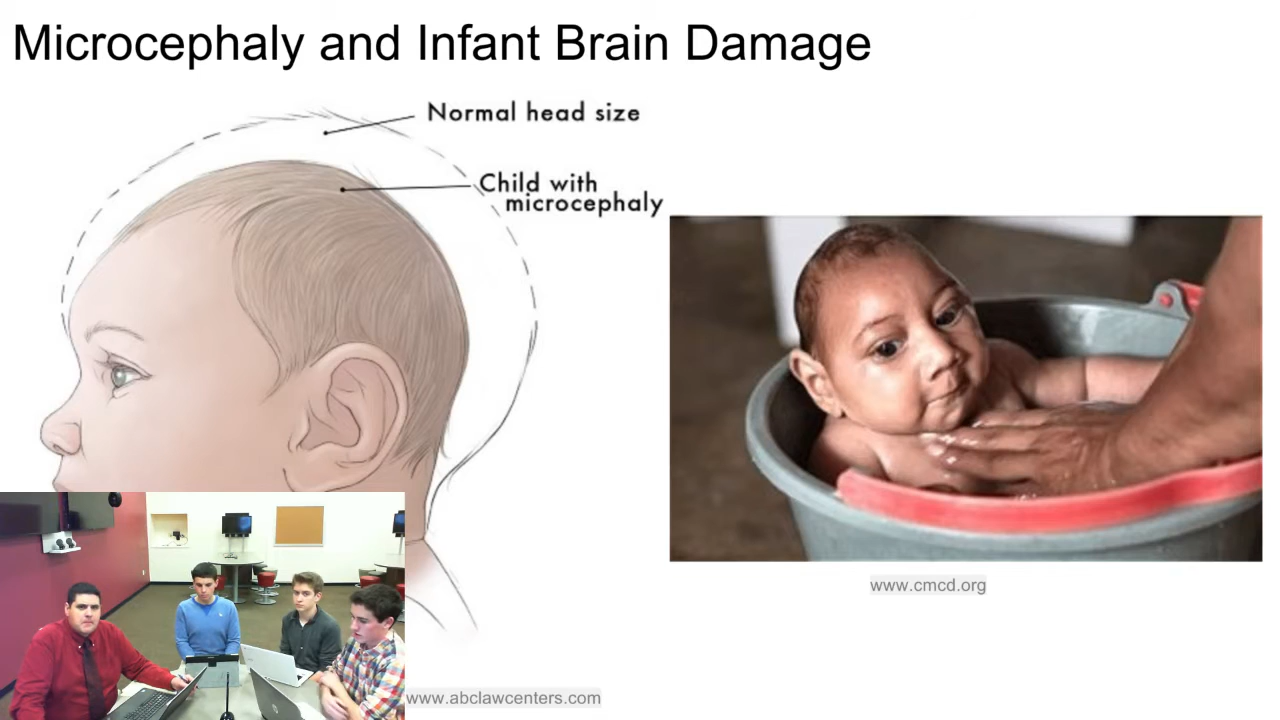 Microcephaly and Infant Brain Damage
Normal head size
Child with
microcephaly
www.cmcd.org
www.abclawcenters.com